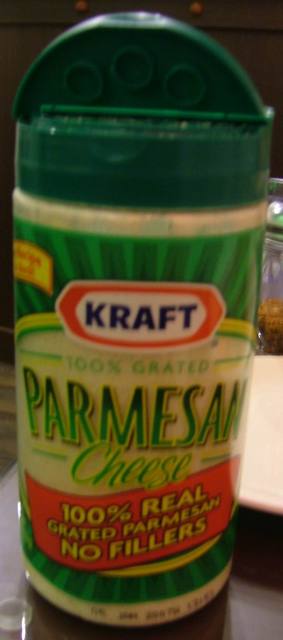 KRAFT
100% GRATED
PARMESAN
Cheese
100% REAL
GRATED PARMESAN
NO FILLERS